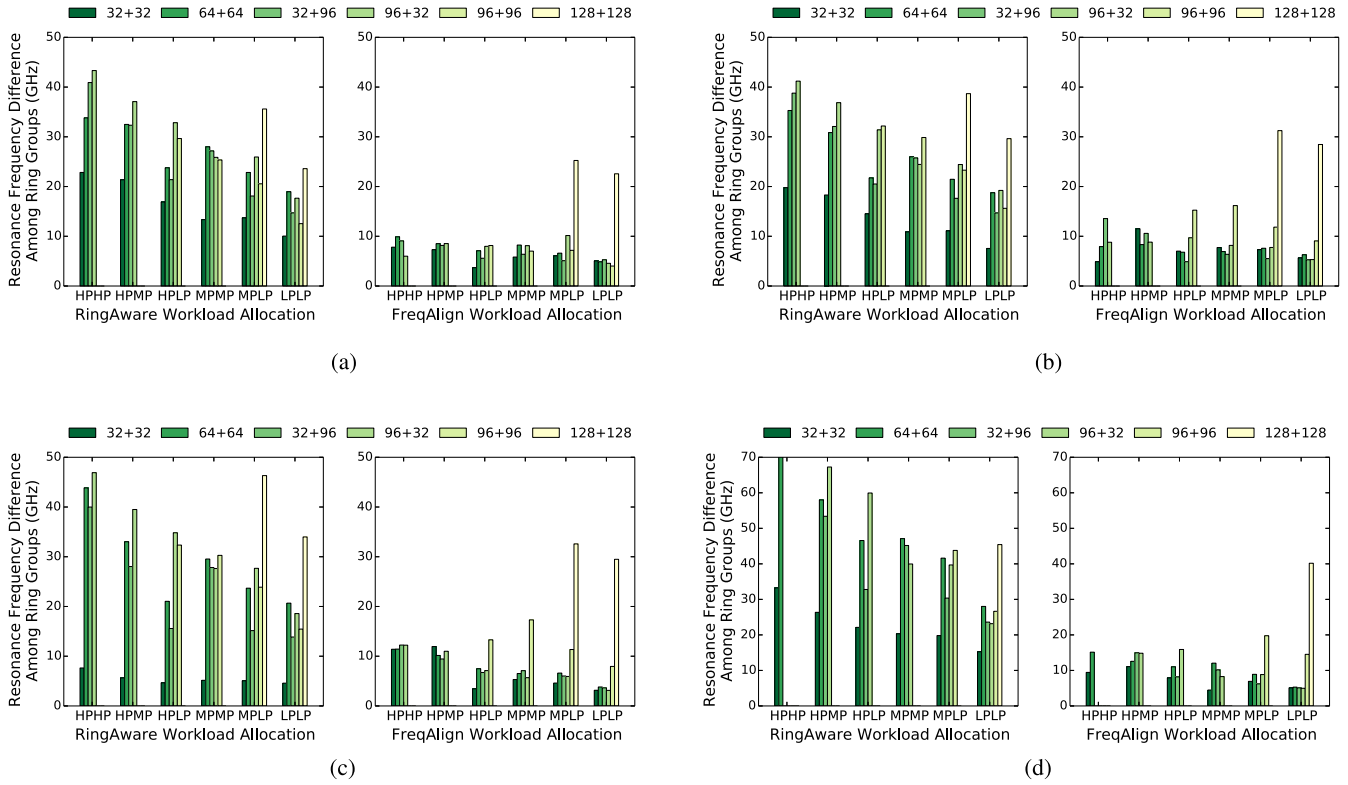 32+32 64+64 32+96 96+32 96+96 128+128
Resonance Frequency Difference
Among Ring Groups (GHz)
50
40
30
20
10
0
HPHP HPMP HPLP MPMP MPLP LPLP
RingAware Workload Allocation
50
40
30
20
10
0
HPHP HPMP HPLP MPMP MPLP LPLP
FreqAlign Workload Allocation
(a)
32+32 64+64 32+96 96+32 96+96 128+128
Resonance Frequency Difference
Among Ring Groups (GHz)
50
40
30
20
10
0
HPHP HPMP HPLP MPMP MPLP LPLP
RingAware Workload Allocation
50
40
30
20
10
0
HPHP HPMP HPLP MPMP MPLP LPLP
FreqAlign Workload Allocation
(b)
32+32 64+64 32+96 96+32 96+96 128+128
Resonance Frequency Difference
Among Ring Groups (GHz)
50
40
30
20
10
0
HPHP HPMP HPLP MPMP MPLP LPLP
RingAware Workload Allocation
50
40
30
20
10
0
HPHP HPMP HPLP MPMP MPLP LPLP
FreqAlign Workload Allocation
(c)
32+32 64+64 32+96 96+32 96+96 128+128
Resonance Frequency Difference
Among Ring Groups (GHz)
70
60
50
40
30
20
10
0
HPHP HPMP HPLP MPMP MPLP LPLP
RingAware Workload Allocation
70
60
50
40
30
20
10
0
HPHP HPMP HPLP MPMP MPLP LPLP
FreqAlign Workload Allocation
(d)